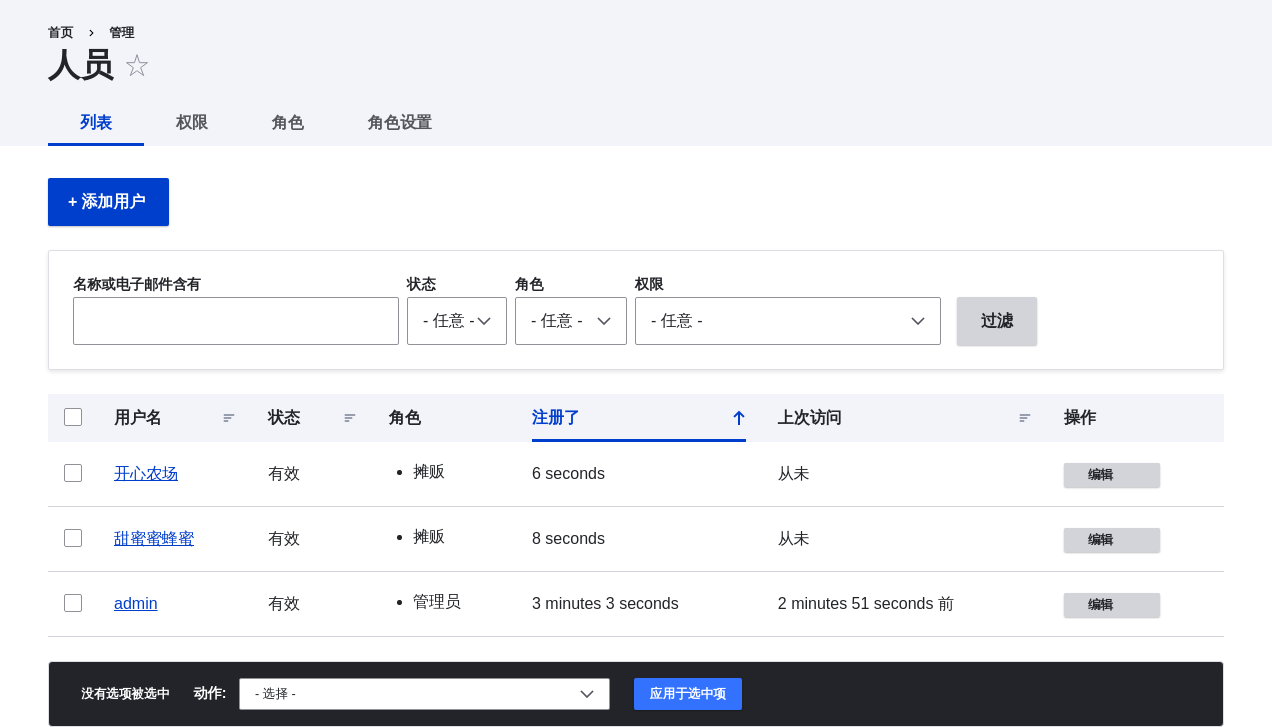 首页 › 管理
人员
列表 权限 角色 角色设置
+ 添加用户
名称或电子邮件含有 状态 角色 权限
- 任意 - - 任意 - - 任意 - 过滤
用户名 状态 角色 注册了 上次访问 操作
开心农场 有效 • 摊贩 6 seconds 从未 编辑
甜蜜蜜蜂蜜 有效 • 摊贩 8 seconds 从未 编辑
admin 有效 • 管理员 3 minutes 3 seconds 2 minutes 51 seconds 前 编辑
没有选项被选中 动作: - 选择 - 应用于选中项